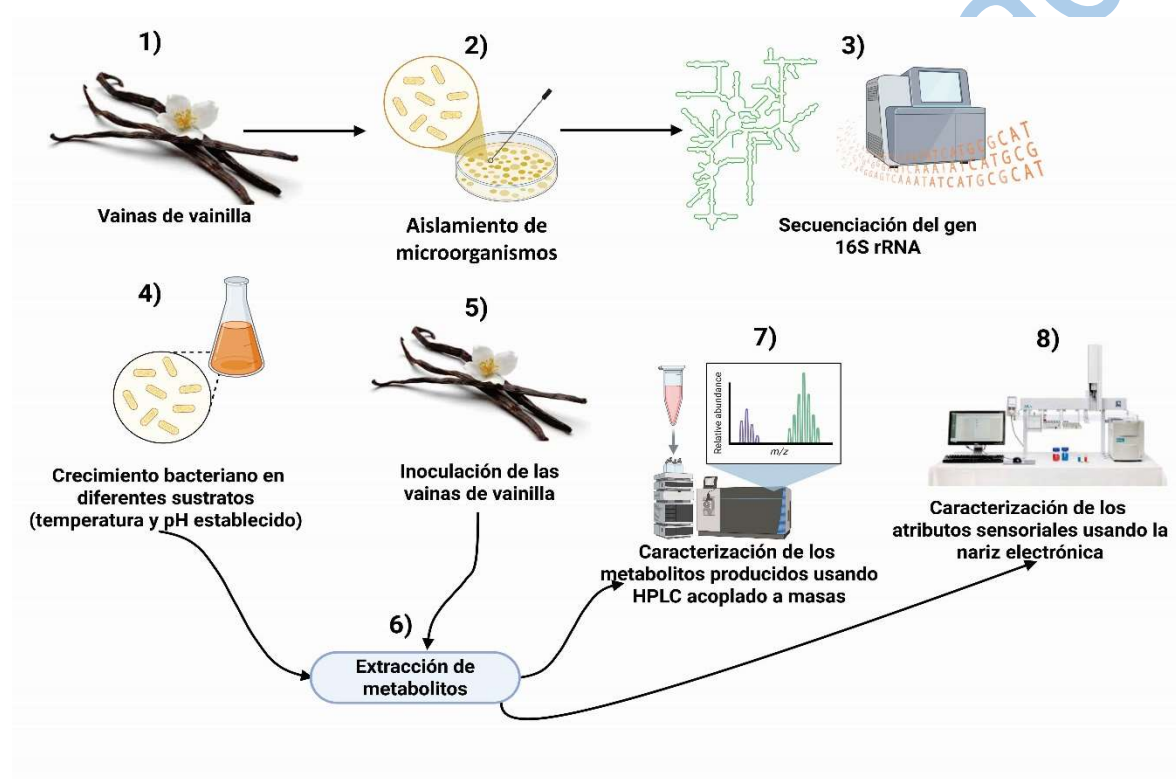 1)
Vainas de vainilla
2)
Aislamiento de
microorganismos
3)
Secuenciación del gen
16S rRNA
4)
Crecimiento bacteriano en
diferentes sustratos
(temperatura y pH establecido)
5)
Inoculación de las
vainas de vainilla
6)
Extracción de
metabolitos
7)
Relative abundance
m/z
Caracterización de los
metabolitos producidos usando
HPLC acoplado a masas
8)
Caracterización de los
atributos sensoriales usando la
nariz electrónica